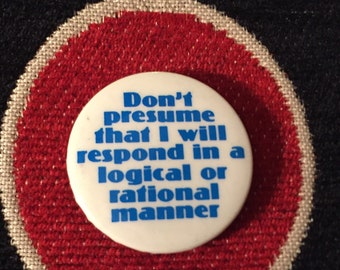 Don't
presume
that I will
respond in a
logical or
rational
manner